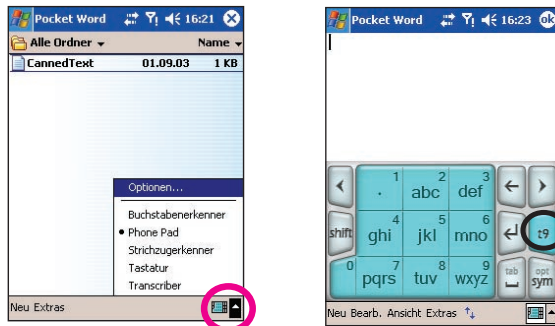 Pocket Word 16:21
Alle Ordner Name
CannedText 01.09.03 1 KB
Optionen...
Buchstabenerkenner
Phone Pad
Strichzugerkenner
Tastatur
Transcriber
Neu Extras
Pocket Word 16:23 ok
1 2 3
. abc def
4 5 6
shift ghi jkl mno t9
0 7 8 9 tab opt
pqrs tuv wxyz sym
Neu Bearb. Ansicht Extras